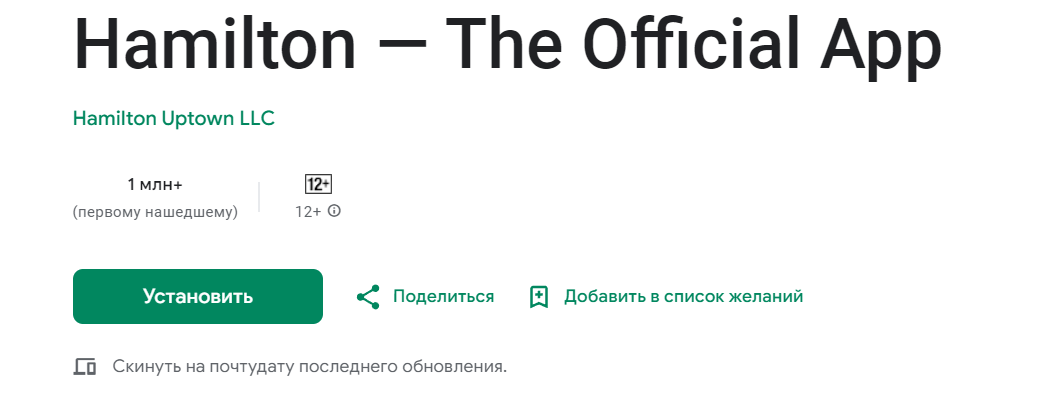 Hamilton — The Official App
Hamilton Uptown LLC
1 млн+
(первому нашедшему)
12+
12+
Установить
Поделиться
Добавить в список желаний
Скинуть на почтудату последнего обновления.